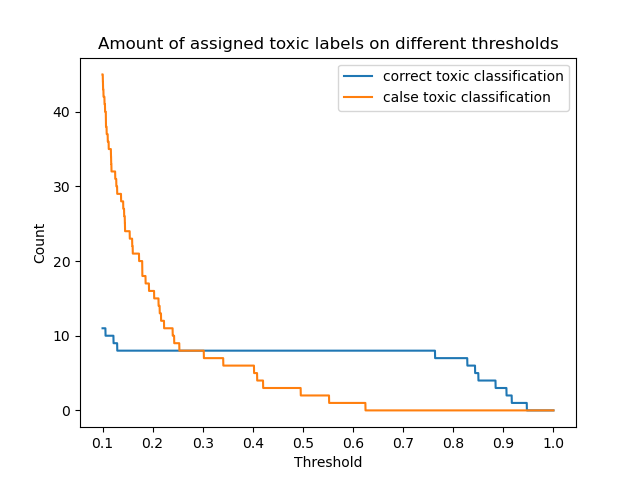 Amount of assigned toxic labels on different thresholds
correct toxic classification
calse toxic classification
40
30
20
10
0
Count
0.1 0.2 0.3 0.4 0.5 0.6 0.7 0.8 0.9 1.0
Threshold